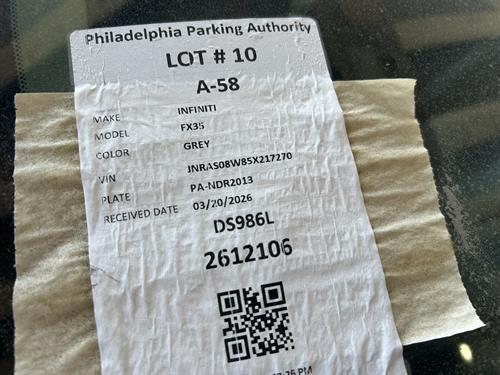 Philadelphia Parking Authority
LOT # 10
A-58
MAKE INFINITI
MODEL FX35
COLOR GREY
VIN JNRAS08W85X217270
PLATE PA-NDR2013
RECEIVED DATE 03/20/2026
DS986L
2612106